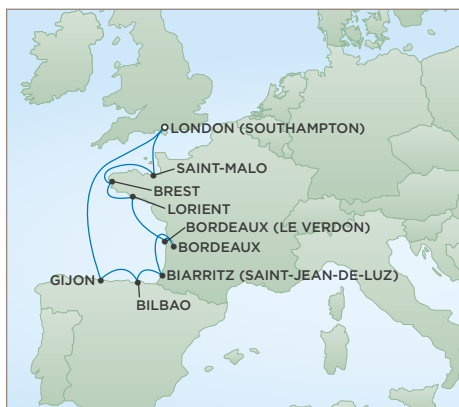 LONDON (SOUTHAMPTON)
SAINT-MALO
BREST
LORIENT
BORDEAUX (LE VERDON)
BORDEAUX
BIARRITZ (SAINT-JEAN-DE-LUZ)
GIJON
BILBAO